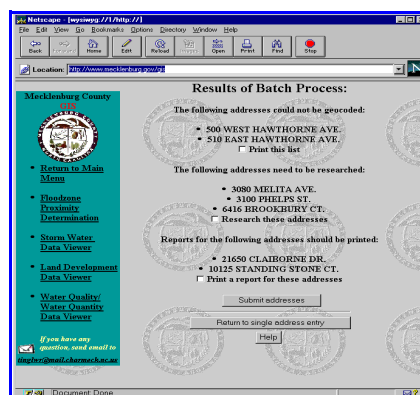 Netscape - [wysiwyg://1/http://]
File Edit View Go Bookmarks Options Directory Window Help
Back Forward Home Edit Reload Images Open Print Find Stop
Location: http://www.mecklenburg.gov/gis
Mecklenburg County
GIS
• Return to Main
Menu
• Floodzone
Proximity
Determination
• Storm Water
Data Viewer
• Land Development
Data Viewer
• Water Quality/
Water Quantity
Data Viewer
If you have any
question, send email to
Results of Batch Process:
The following addresses could not be geocoded:
• 500 WEST HAWTHORNE AVE.
• 510 EAST HAWTHORNE AVE.
Print this list
The following addresses need to be researched:
• 3080 MELITA AVE.
• 3100 PHELPS ST.
• 6416 BROOKBURY CT.
Research these addresses
Reports for the following addresses should be printed:
• 21650 CLAIBORNE DR.
• 10125 STANDING STONE CT.
Print a report for these addresses
Submit addresses
Return to single address entry
Help
Document: Done